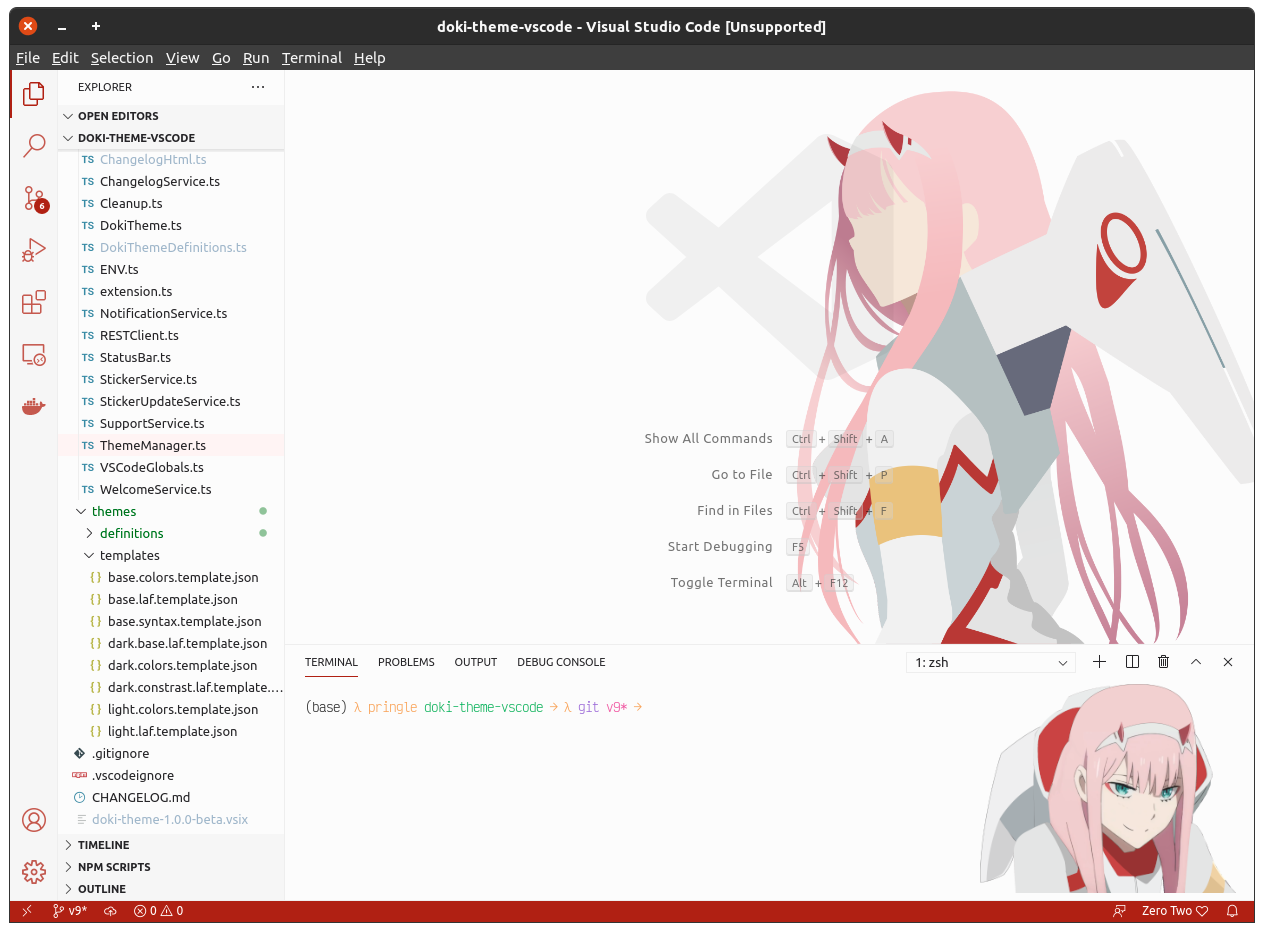 doki-theme-vscode - Visual Studio Code [Unsupported]
File Edit Selection View Go Run Terminal Help
EXPLORER
OPEN EDITORS
DOKI-THEME-VSCODE
TS ChangelogHtml.ts
TS ChangelogService.ts
TS Cleanup.ts
TS DokiTheme.ts
TS DokiThemeDefinitions.ts
TS ENV.ts
TS extension.ts
TS NotificationService.ts
TS RESTClient.ts
TS StatusBar.ts
TS StickerService.ts
TS StickerUpdateService.ts
TS SupportService.ts
TS ThemeManager.ts
TS VSCodeGlobals.ts
TS WelcomeService.ts
themes
definitions
templates
{} base.colors.template.json
{} base.laf.template.json
{} base.syntax.template.json
{} dark.base.laf.template.json
{} dark.colors.template.json
{} dark.constrast.laf.template....
{} light.colors.template.json
{} light.laf.template.json
.gitignore
.vscodeignore
CHANGELOG.md
doki-theme-1.0.0-beta.vsix
TIMELINE
NPM SCRIPTS
OUTLINE
6
Show All Commands Ctrl + Shift + A
Go to File Ctrl + Shift + P
Find in Files Ctrl + Shift + F
Start Debugging F5
Toggle Terminal Alt + F12
TERMINAL PROBLEMS OUTPUT DEBUG CONSOLE 1: zsh
(base) λ pringle doki-theme-vscode → λ git v9* →
v9* 0 0 Zero Two ♡